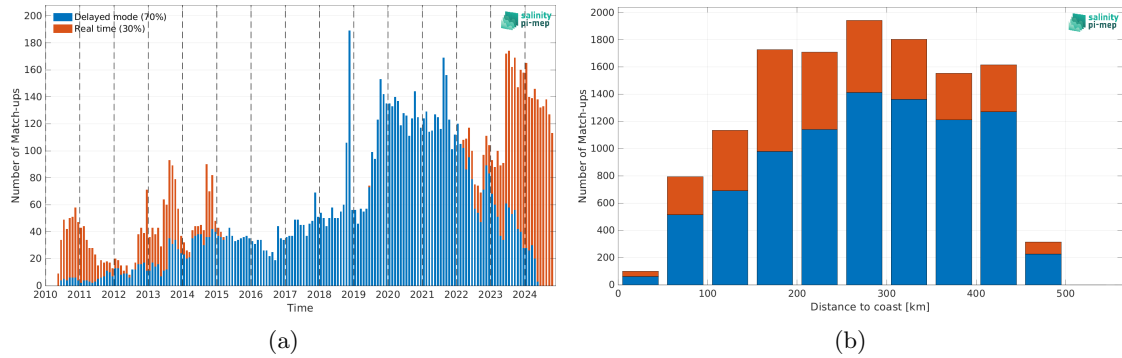 Delayed mode (70%)
Real time (30%)
salinity
pi-mep
200
180
160
140
120
100
80
60
40
20
0
Number of Match-ups
2010 2011 2012 2013 2014 2015 2016 2017 2018 2019 2020 2021 2022 2023 2024
Time
(a)
salinity
pi-mep
2000
1800
1600
1400
1200
1000
800
600
400
200
0
Number of Match-ups
0 100 200 300 400 500
Distance to coast [km]
(b)